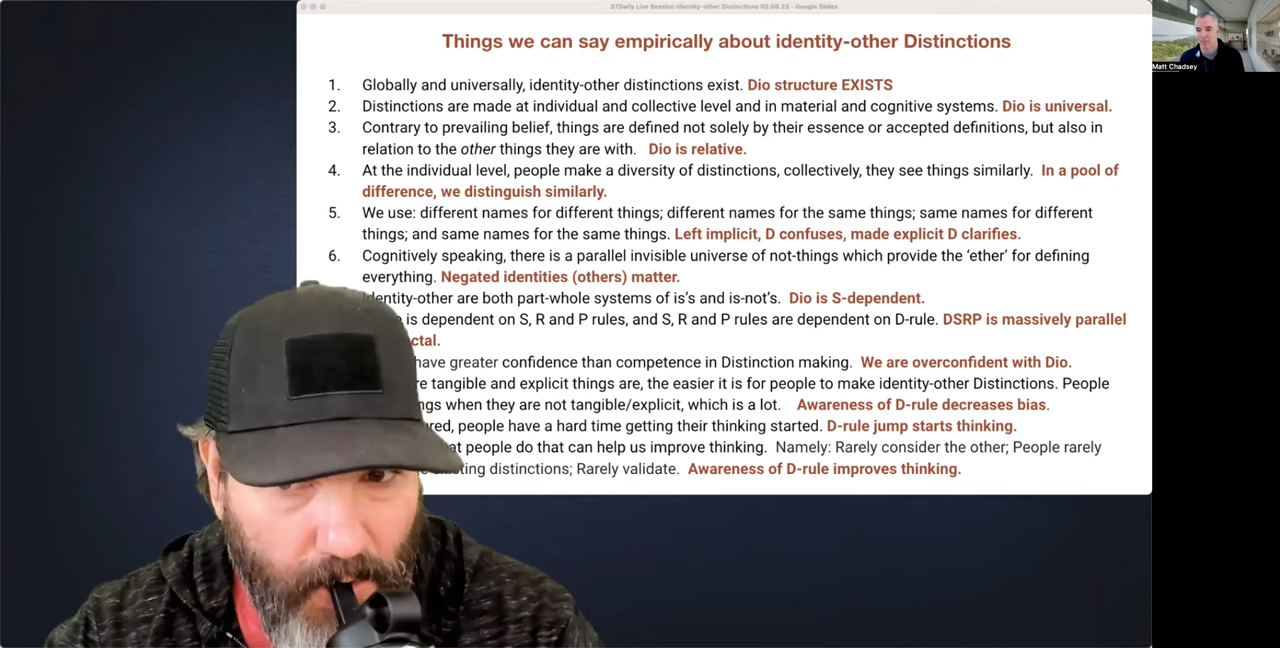 STDaily Live Session Identity-other Distinctions 02.08.23 - Google Slides
Matt Chadsey
Things we can say empirically about identity-other Distinctions
1. Globally and universally, identity-other distinctions exist. Dio structure EXISTS
2. Distinctions are made at individual and collective level and in material and cognitive systems. Dio is universal.
3. Contrary to prevailing belief, things are defined not solely by their essence or accepted definitions, but also in
relation to the other things they are with. Dio is relative.
4. At the individual level, people make a diversity of distinctions, collectively, they see things similarly. In a pool of
difference, we distinguish similarly.
5. We use: different names for different things; different names for the same things; same names for different
things; and same names for the same things. Left implicit, D confuses, made explicit D clarifies.
6. Cognitively speaking, there is a parallel invisible universe of not-things which provide the ‘ether’ for defining
everything. Negated identities (others) matter.
identity-other are both part-whole systems of is’s and is-not’s. Dio is S-dependent.
is dependent on S, R and P rules, and S, R and P rules are dependent on D-rule. DSRP is massively parallel
have greater confidence than competence in Distinction making. We are overconfident with Dio.
tangible and explicit things are, the easier it is for people to make identity-other Distinctions. People
when they are not tangible/explicit, which is a lot. Awareness of D-rule decreases bias.
people have a hard time getting their thinking started. D-rule jump starts thinking.
people do that can help us improve thinking. Namely: Rarely consider the other; People rarely
distinctions; Rarely validate. Awareness of D-rule improves thinking.